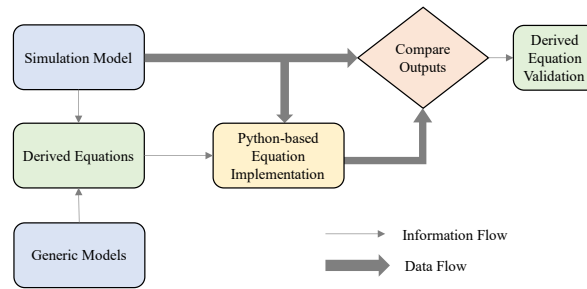 Simulation Model
Compare
Outputs
Derived
Equation
Validation
Derived Equations
Python-based
Equation
Implementation
Generic Models
Information Flow
Data Flow